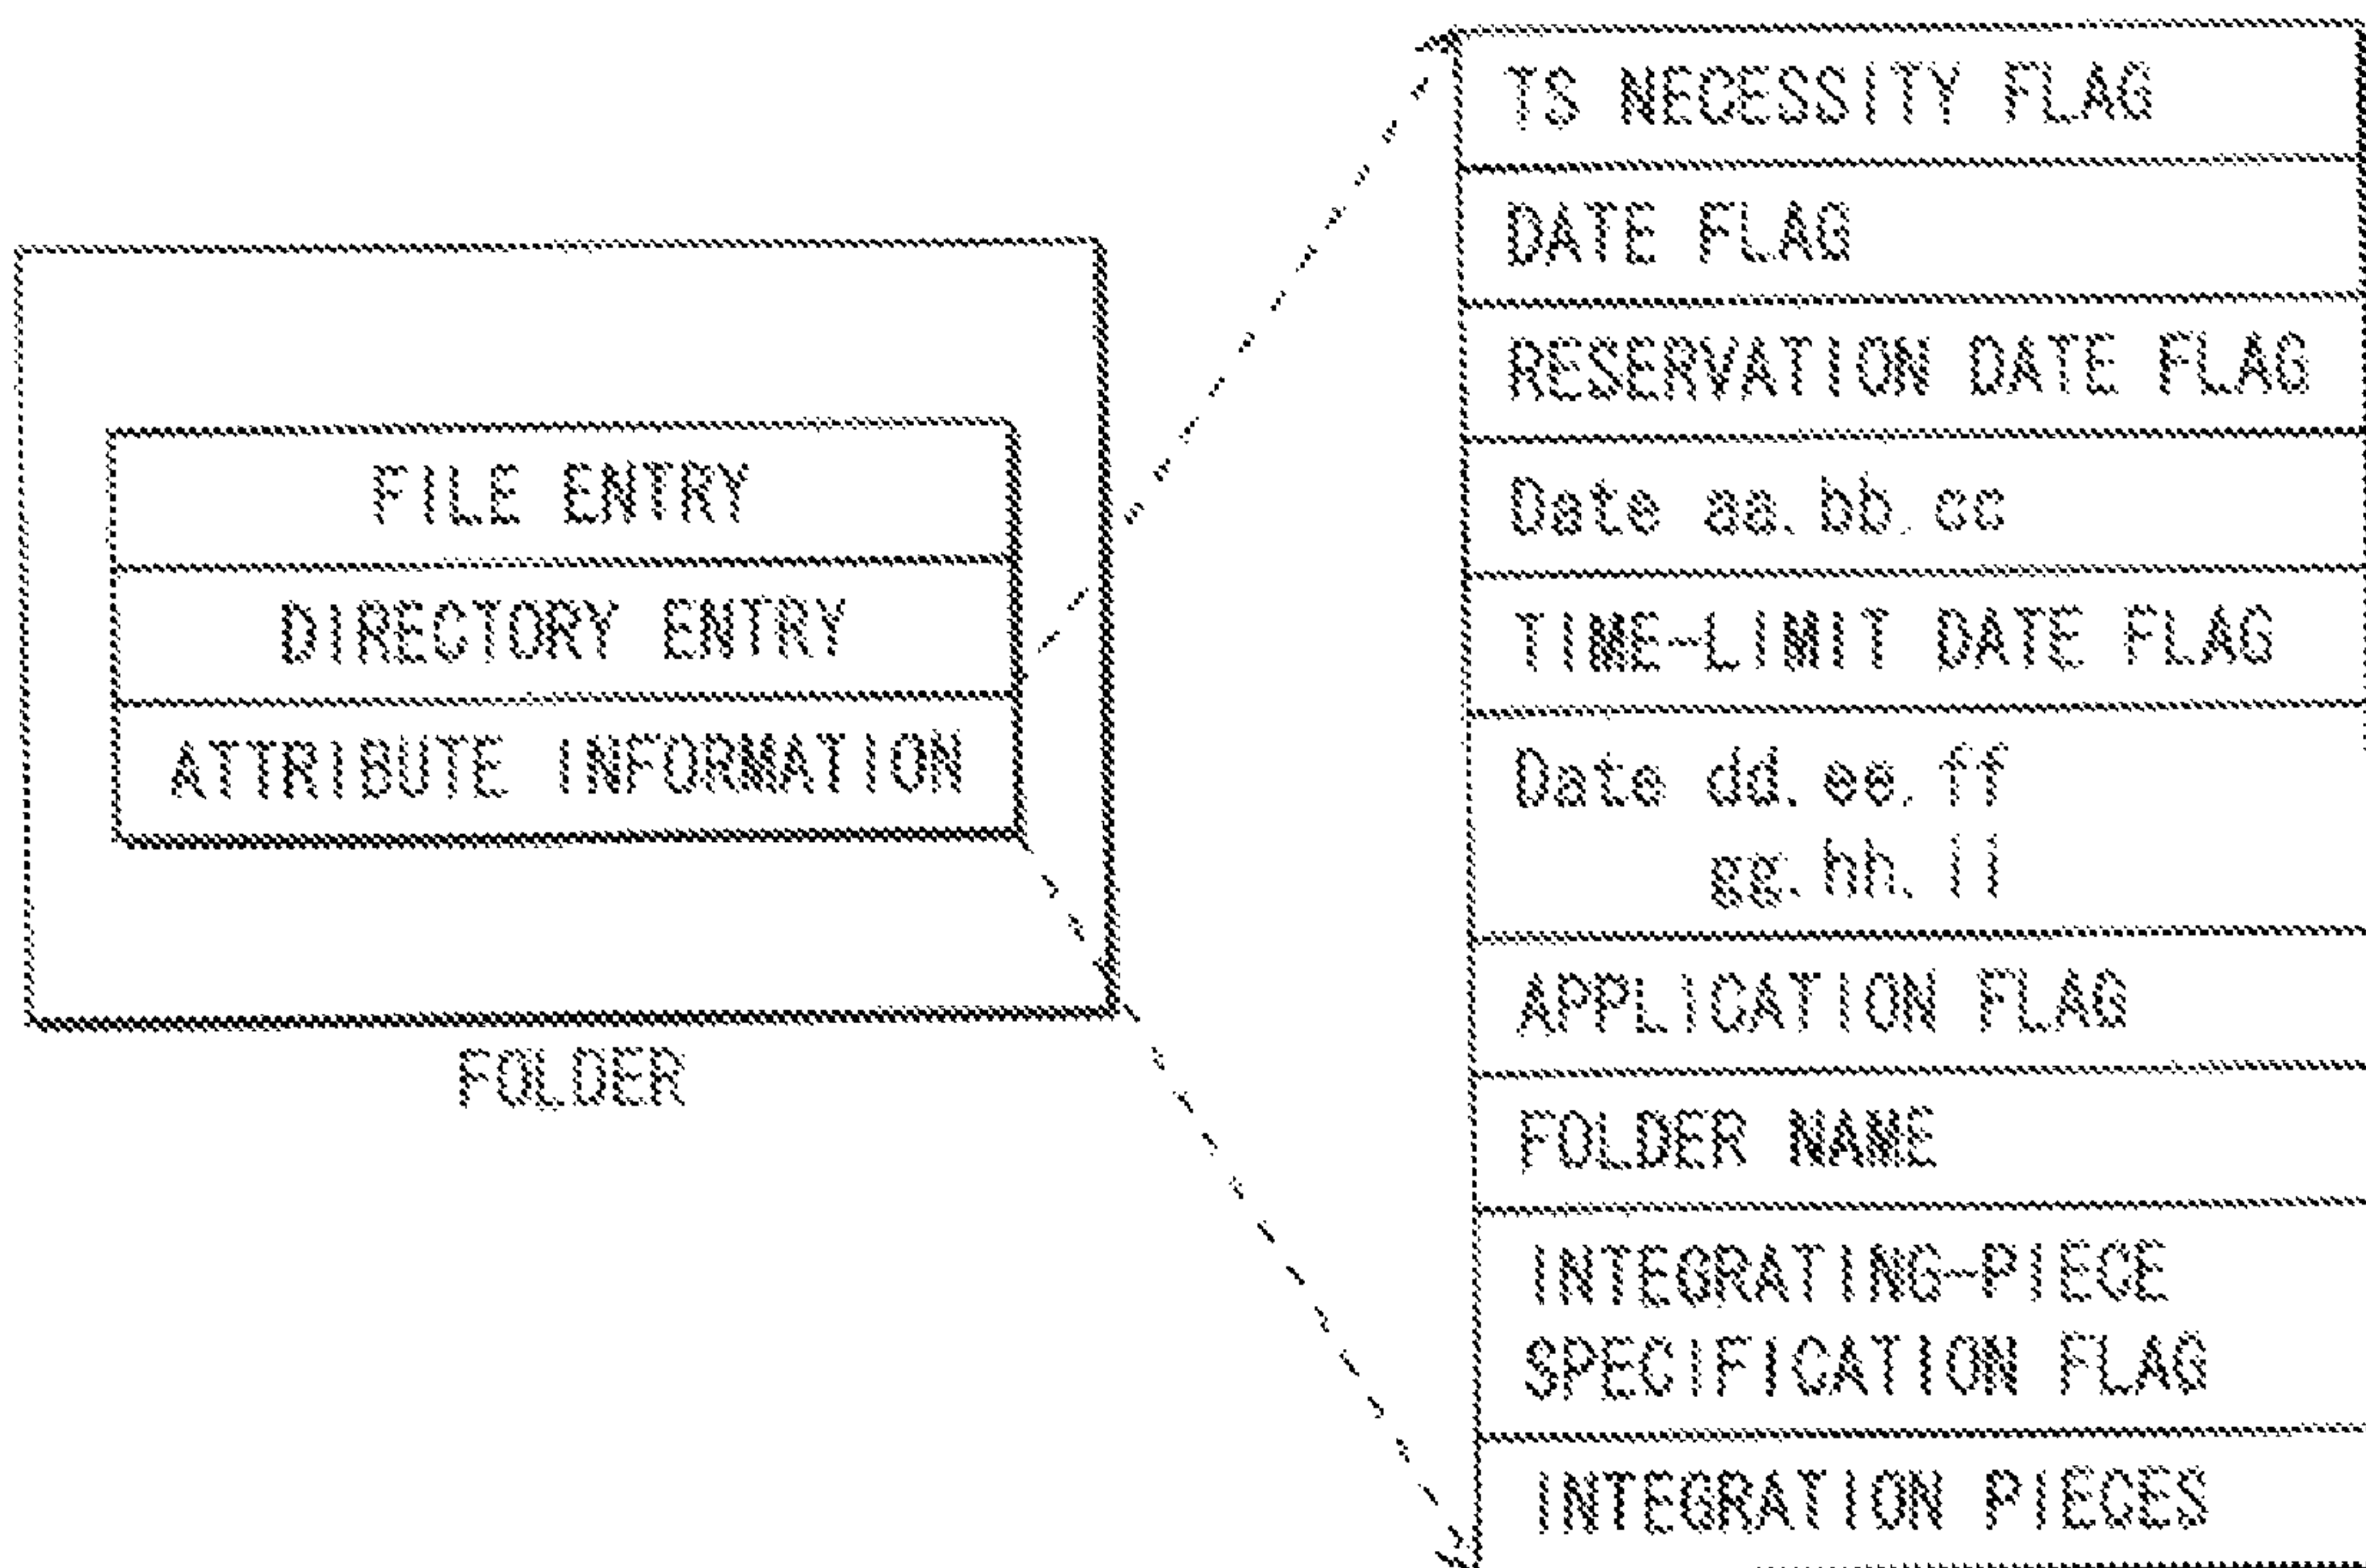 FILE ENTRY
DIRECTORY ENTRY
ATTRIBUTE INFORMATION
FOLDER
TS NECESSITY FLAG
DATE FLAG
RESERVATION DATE FLAG
Date aa.bb.cc
TIME-LIMIT DATE FLAG
Date dd.ee.ff
gg.hh.ii
APPLICATION FLAG
FOLDER NAME
INTEGRATING-PIECE
SPECIFICATION FLAG
INTEGRATION PIECES